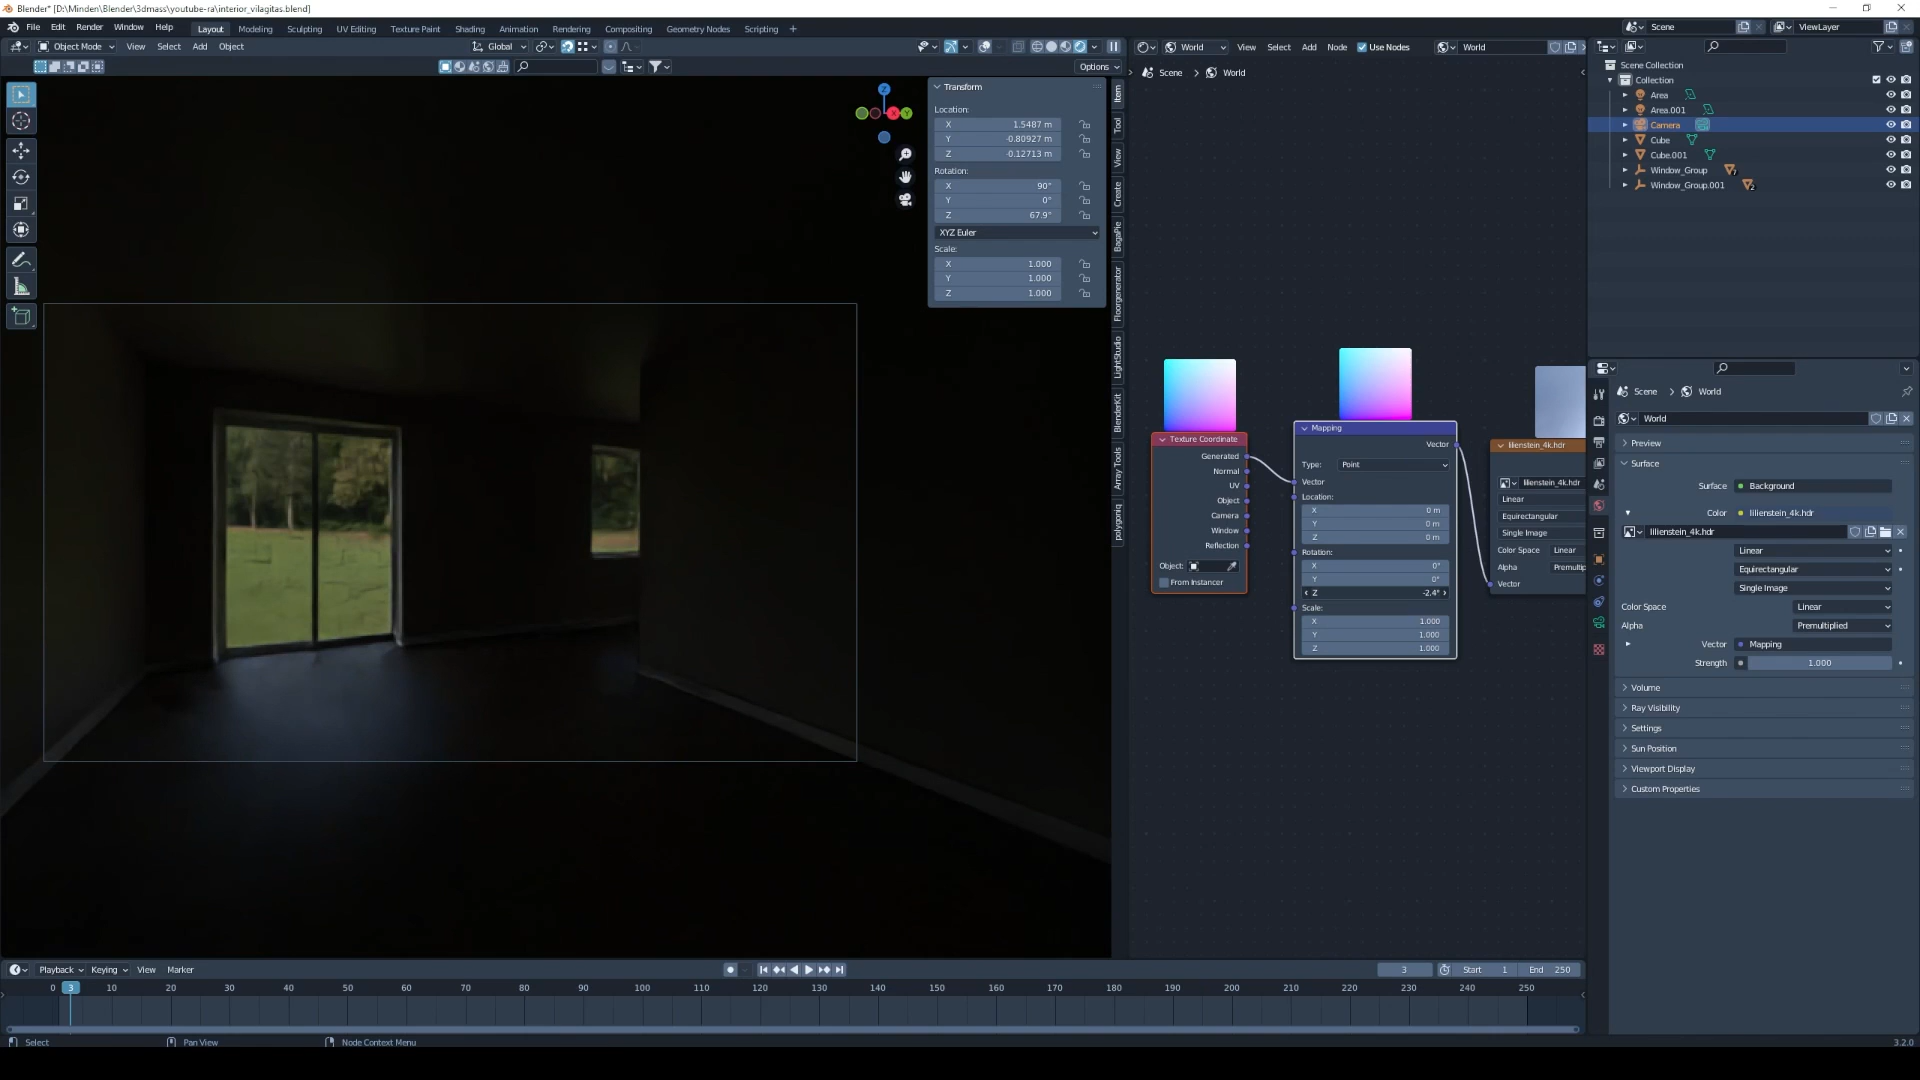 Blender* [D:\Minden\Blender\3dmass\youtube-ra\interior_vilagitas.blend]
File Edit Render Window Help Layout Modeling Sculpting UV Editing Texture Paint Shading Animation Rendering Compositing Geometry Nodes Scripting + Scene ViewLayer
Object Mode View Select Add Object Global World View Select Add Node Use Nodes World
Options
Scene > World
Transform
Location:
X 1.5487 m
Y -0.80927 m
Z -0.12713 m
Rotation:
X 90°
Y 0°
Z 67.9°
XYZ Euler
Scale:
X 1.000
Y 1.000
Z 1.000
Item
Tool
View
Create
BagaPie
Floorgenerator
LightStudio
BlenderKit
Array Tools
polygoniq
Z
X
Y
Texture Coordinate
Generated
Normal
UV
Object
Camera
Window
Reflection
Object:
From Instancer
Mapping
Vector
Type: Point
Vector
Location:
X 0 m
Y 0 m
Z 0 m
Rotation:
X 0°
Y 0°
Z -2.4°
Scale:
X 1.000
Y 1.000
Z 1.000
lilienstein_4k.hdr
lilienstein_4k.hdr
Linear
Equirectangular
Single Image
Color Space Linear
Alpha Premultip
Vector
Scene Collection
Collection
Area
Area.001
Camera
Cube
Cube.001
Window_Group 7
Window_Group.001 2
Scene > World
World
Preview
Surface
Surface Background
Color lilienstein_4k.hdr
lilienstein_4k.hdr
Linear
Equirectangular
Single Image
Color Space Linear
Alpha Premultiplied
Vector Mapping
Strength 1.000
Volume
Ray Visibility
Settings
Sun Position
Viewport Display
Custom Properties
Playback Keying View Marker 3 Start 1 End 250
0 3 10 20 30 40 50 60 70 80 90 100 110 120 130 140 150 160 170 180 190 200 210 220 230 240 250
Select Pan View Node Context Menu 3.2.0